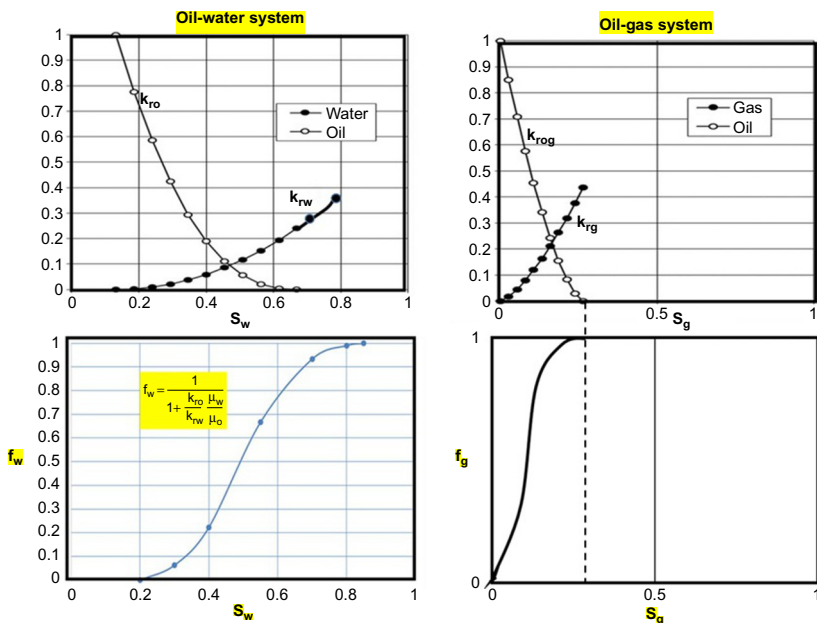 Oil-water system
1
0.9
0.8
0.7
0.6
0.5
0.4
0.3
0.2
0.1
0
kro
Water
Oil
krw
0 0.2 0.4 0.6 0.8 1
Sw
Oil-gas system
1
0.9
0.8
0.7
0.6
0.5
0.4
0.3
0.2
0.1
0
krog
Gas
Oil
krg
0 0.5 1
Sg
1
0.9
0.8
0.7
0.6
0.5
0.4
0.3
0.2
0.1
0
fw
fw = 1 / 1+ kro/krw μw/μo
0 0.2 0.4 0.6 0.8 1
Sw
1
fg
0
0 0.5 1
Sg